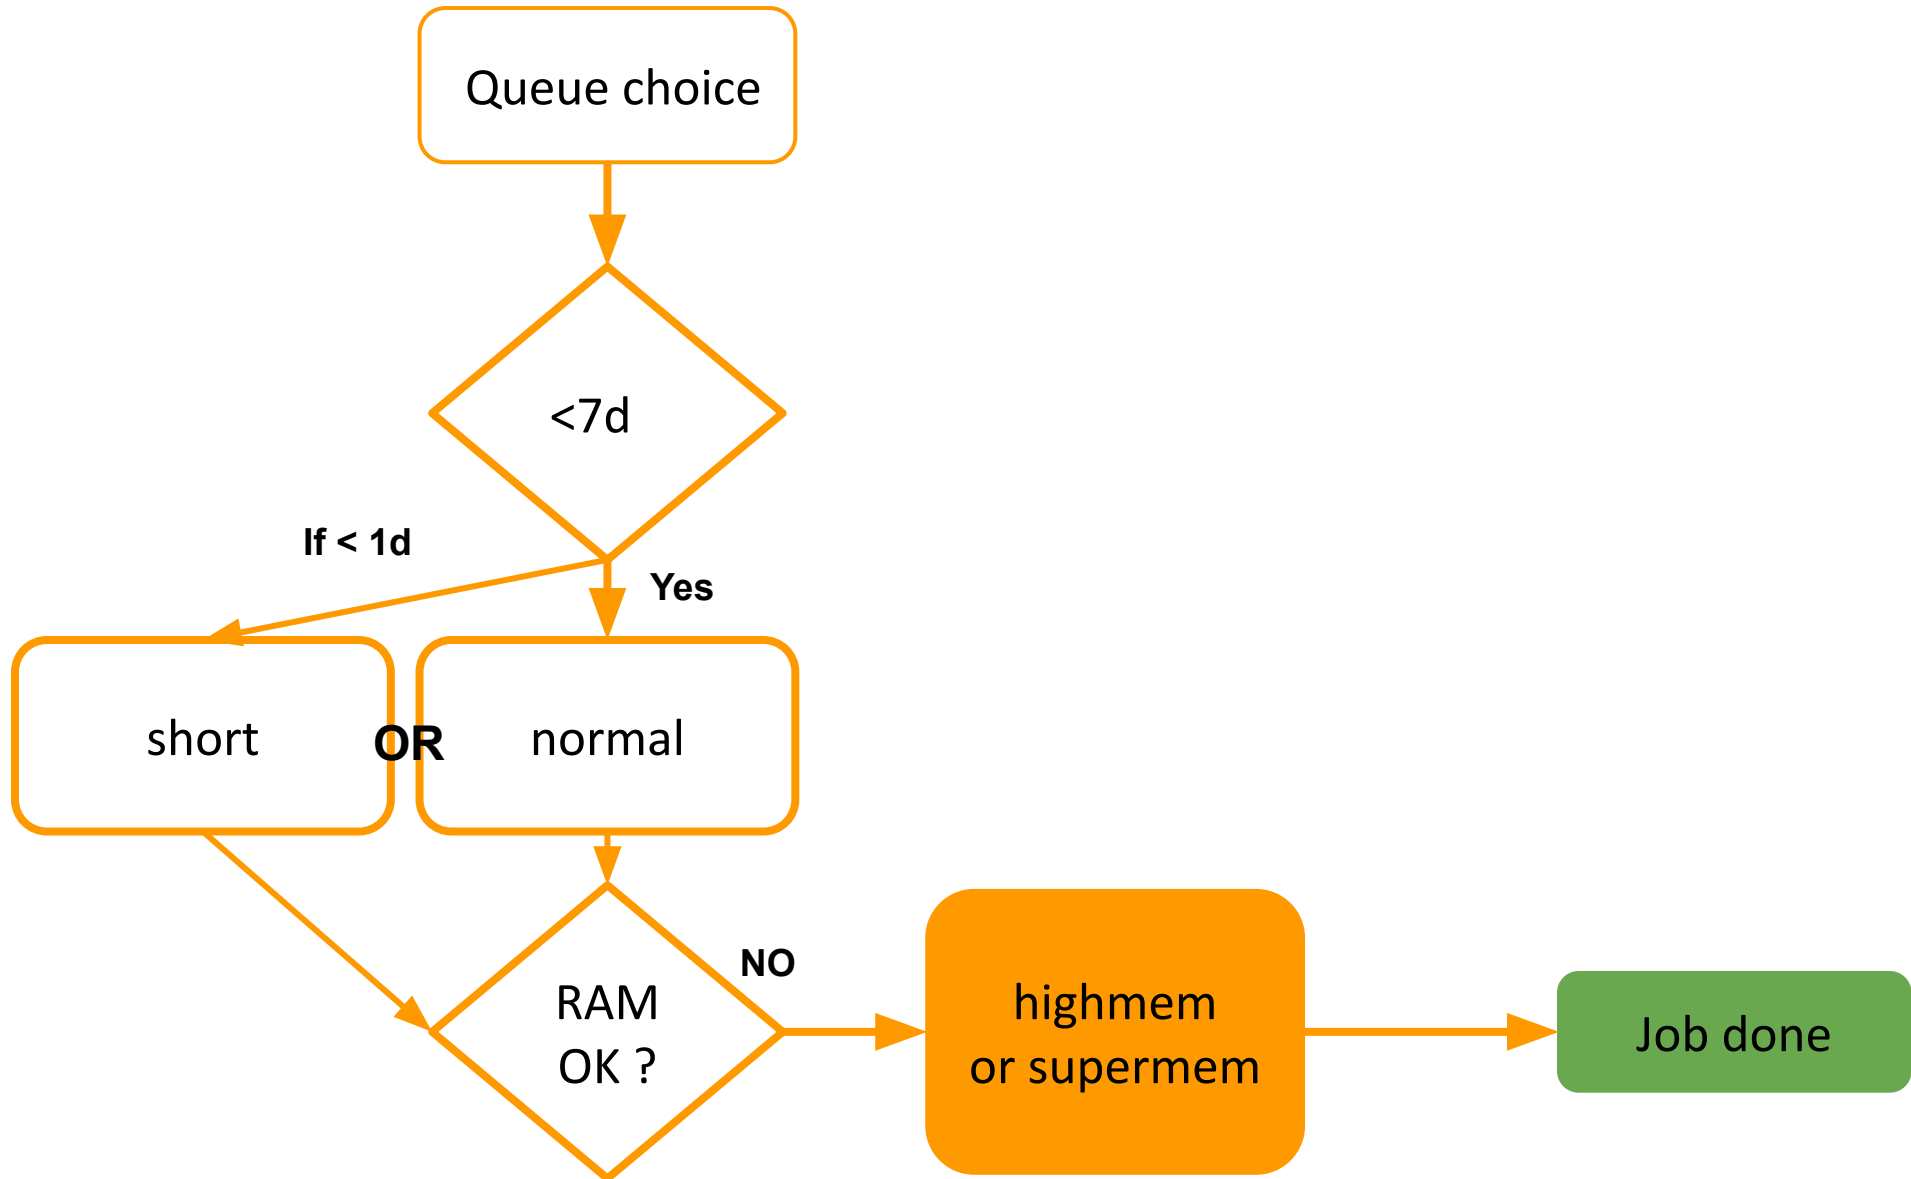 Queue choice
<7d
If < 1d
Yes
short
OR
normal
RAM
OK ?
NO
highmem
or supermem
Job done